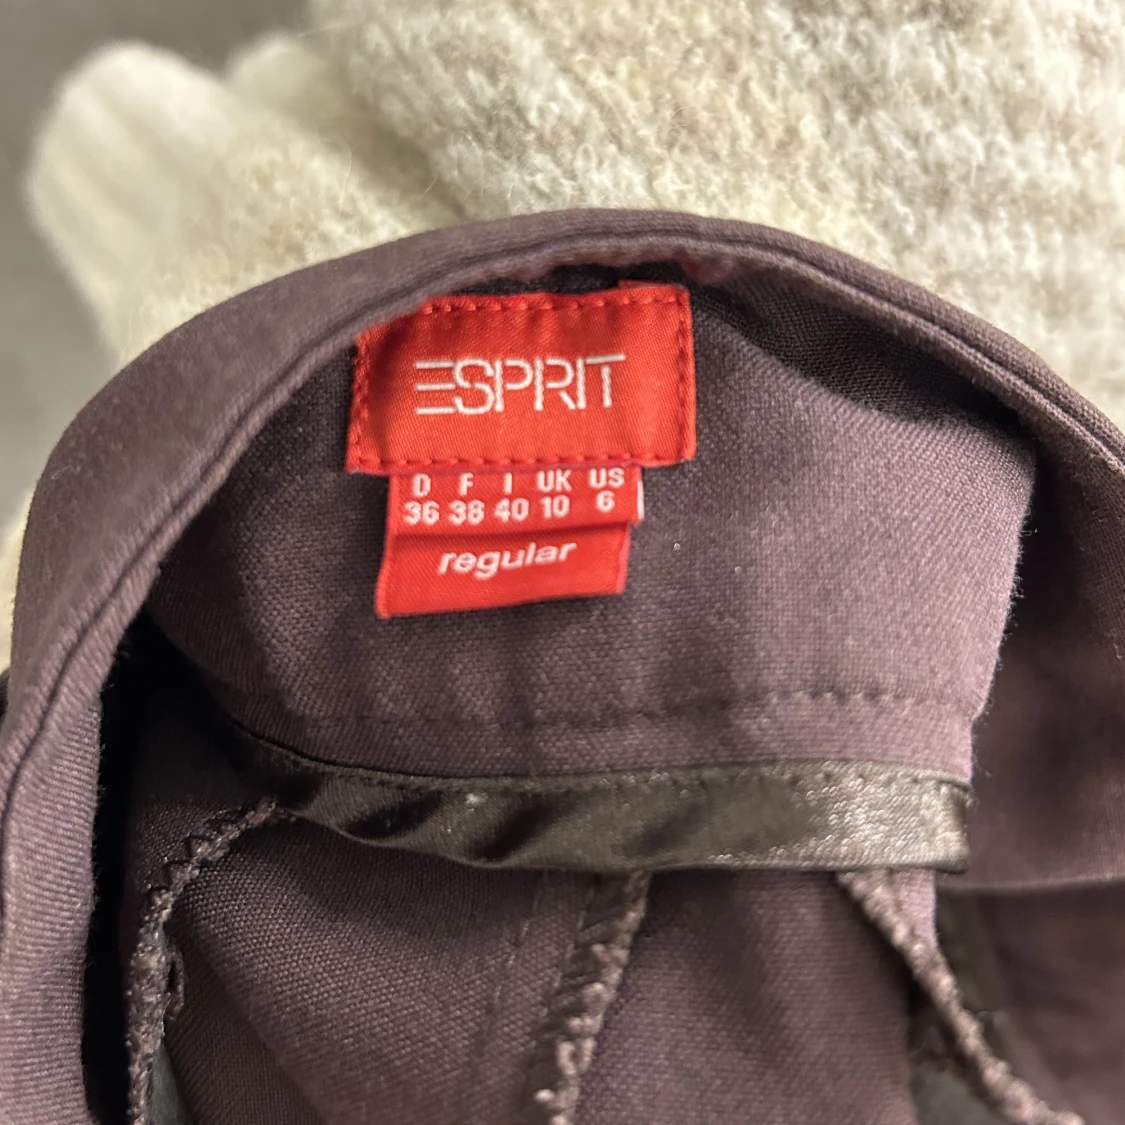 ESPRIT
D F I UK US
36 38 40 10 6
regular